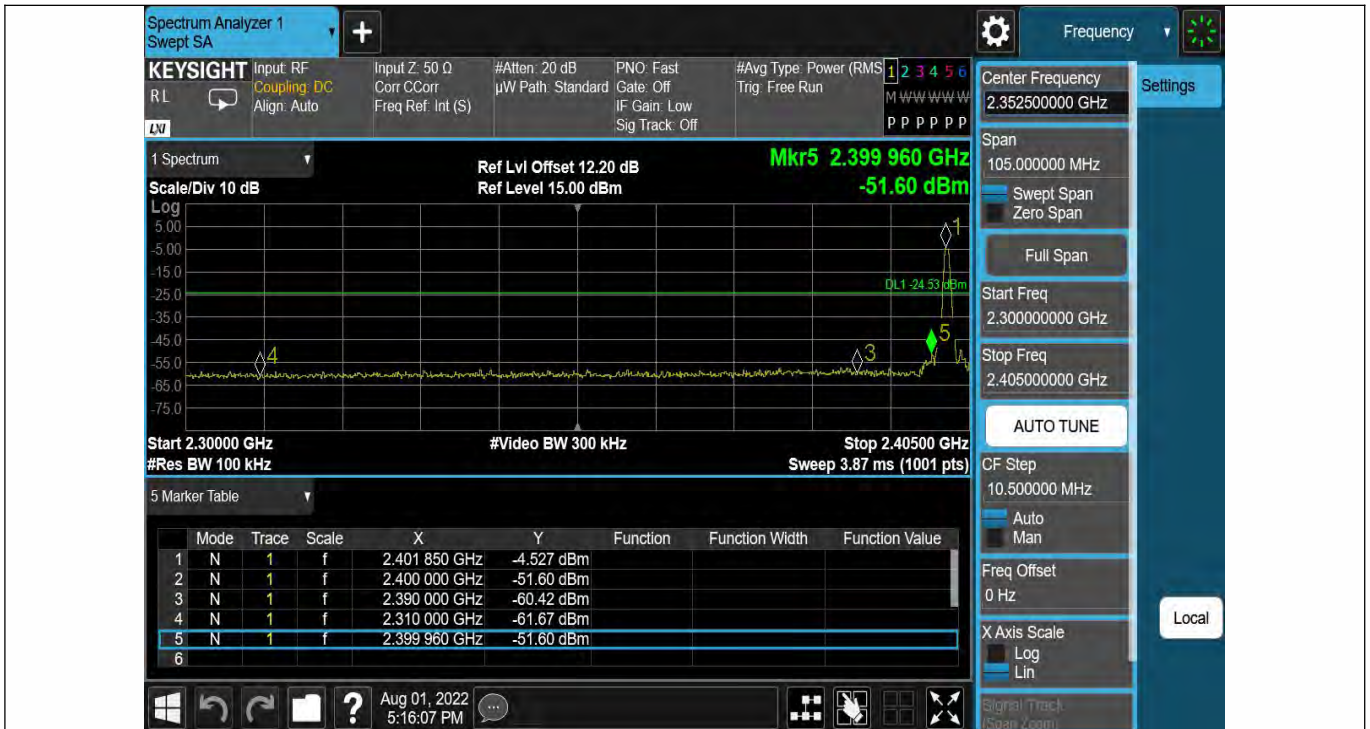 Spectrum Analyzer 1
Swept SA
+
Frequency
KEYSIGHT
R L
LXI
Input: RF
Coupling: DC
Align: Auto
Input Z: 50 Ω
Corr CCorr
Freq Ref: Int (S)
#Atten: 20 dB
µW Path: Standard
PNO: Fast
Gate: Off
IF Gain: Low
Sig Track: Off
#Avg Type: Power (RMS
Trig: Free Run
1 2 3 4 5 6
M W W W W W
P P P P P P
1 Spectrum
Scale/Div 10 dB
Ref Lvl Offset 12.20 dB
Ref Level 15.00 dBm
Mkr5 2.399 960 GHz
-51.60 dBm
Log
5.00
-5.00
-15.0
-25.0
-35.0
-45.0
-55.0
-65.0
-75.0
1
DL1 -24.53 dBm
5
3
4
Start 2.30000 GHz
#Video BW 300 kHz
Stop 2.40500 GHz
#Res BW 100 kHz
Sweep 3.87 ms (1001 pts)
5 Marker Table
Mode Trace Scale X Y Function Function Width Function Value
1 N 1 f 2.401 850 GHz -4.527 dBm
2 N 1 f 2.400 000 GHz -51.60 dBm
3 N 1 f 2.390 000 GHz -60.42 dBm
4 N 1 f 2.310 000 GHz -61.67 dBm
5 N 1 f 2.399 960 GHz -51.60 dBm
6
?
Aug 01, 2022
5:16:07 PM
Center Frequency
2.352500000 GHz
Settings
Span
105.000000 MHz
Swept Span
Zero Span
Full Span
Start Freq
2.300000000 GHz
Stop Freq
2.405000000 GHz
AUTO TUNE
CF Step
10.500000 MHz
Auto
Man
Freq Offset
0 Hz
Local
X Axis Scale
Log
Lin
Signal Track
(Span Zoom)